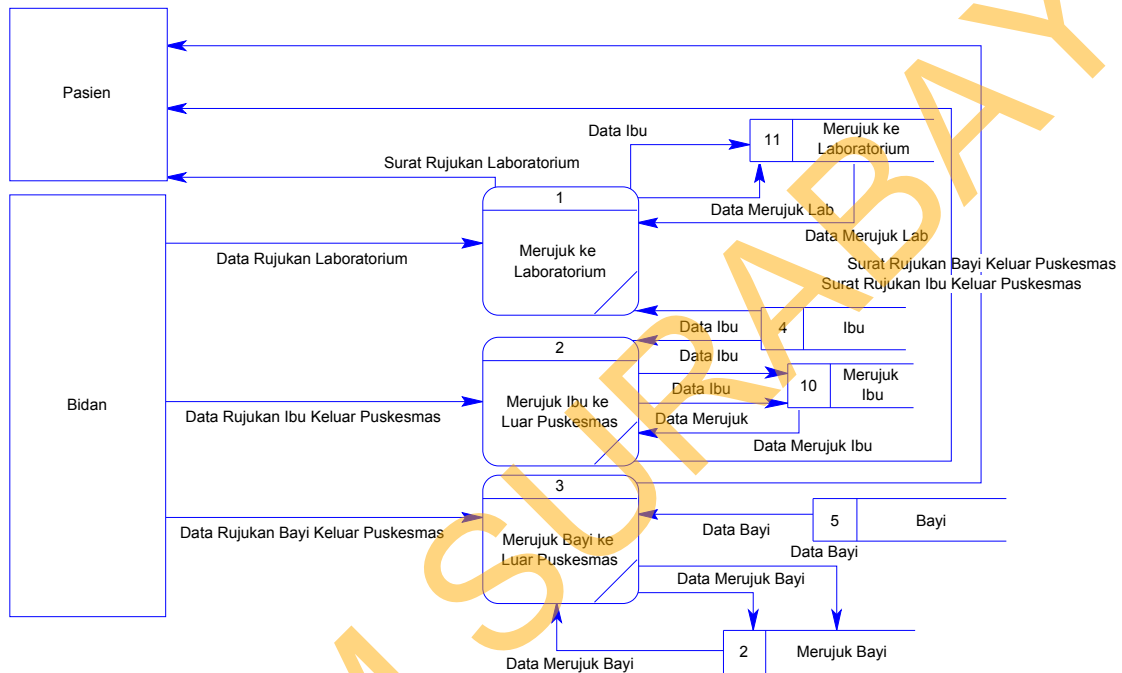 Pasien
Data Ibu
11
Merujuk ke
Laboratorium
Surat Rujukan Laboratorium
1
Data Merujuk Lab
Merujuk ke
Laboratorium
Data Rujukan Laboratorium
Data Merujuk Lab
Surat Rujukan Bayi Keluar Puskesmas
Surat Rujukan Ibu Keluar Puskesmas
Data Ibu
4
Ibu
2
Data Ibu
Data Ibu
10
Merujuk
Ibu
Bidan
Merujuk Ibu ke
Luar Puskesmas
Data Rujukan Ibu Keluar Puskesmas
Data Merujuk
Data Merujuk Ibu
3
Data Rujukan Bayi Keluar Puskesmas
Merujuk Bayi ke
Luar Puskesmas
Data Bayi
5
Bayi
Data Bayi
Data Merujuk Bayi
Data Merujuk Bayi
2
Merujuk Bayi
M SURABAY